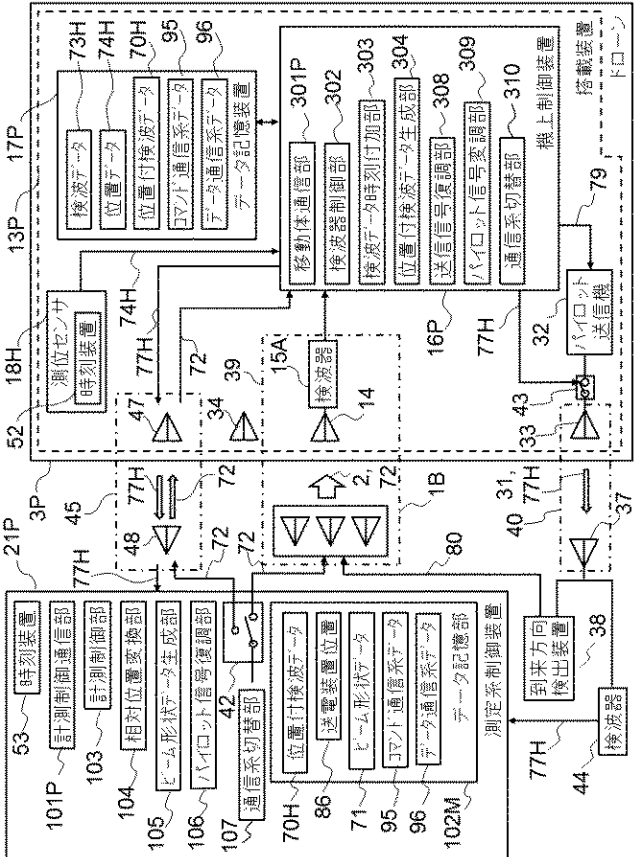 17P
13P
18H
測位センサ
時刻装置
52
検波データ
73H
位置データ
74H
位置付検波データ
70H
コマンド通信系データ
95
データ通信系データ
96
データ記憶装置
74H
77H
72
移動体通信部
301P
検波器制御部
302
検波データ時刻付加部
303
位置付検波データ生成部
304
送信信号復調部
308
パイロット信号変調部
309
通信系切替部
310
機上制御装置
搭載装置
ドローン
79
16P
77H
パイロット送信機
32
43
33
15A
検波器
39
14
34
47
3P
45
77H
72
48
2,
72
1B
31,
77H
40
37
21P
77H
72
72
80
53
時刻装置
101P
計測制御通信部
103
計測制御部
104
相対位置変換部
105
ビーム形状データ生成部
106
パイロット信号復調部
107
通信系切替部
42
70H
位置付検波データ
86
送電装置位置
71
ビーム形状データ
95
コマンド通信系データ
96
データ通信系データ
102M
データ記憶部
測定系制御装置
到来方向検出装置
38
77H
検波器
44